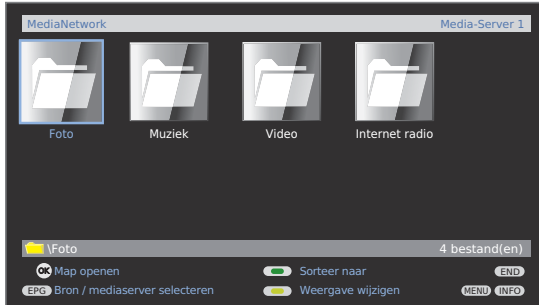 MediaNetwork Media-Server 1
Foto Muziek Video Internet radio
\Foto 4 bestand(en)
OK Map openen Sorteer naar END
EPG Bron / mediaserver selecteren Weergave wijzigen MENU INFO